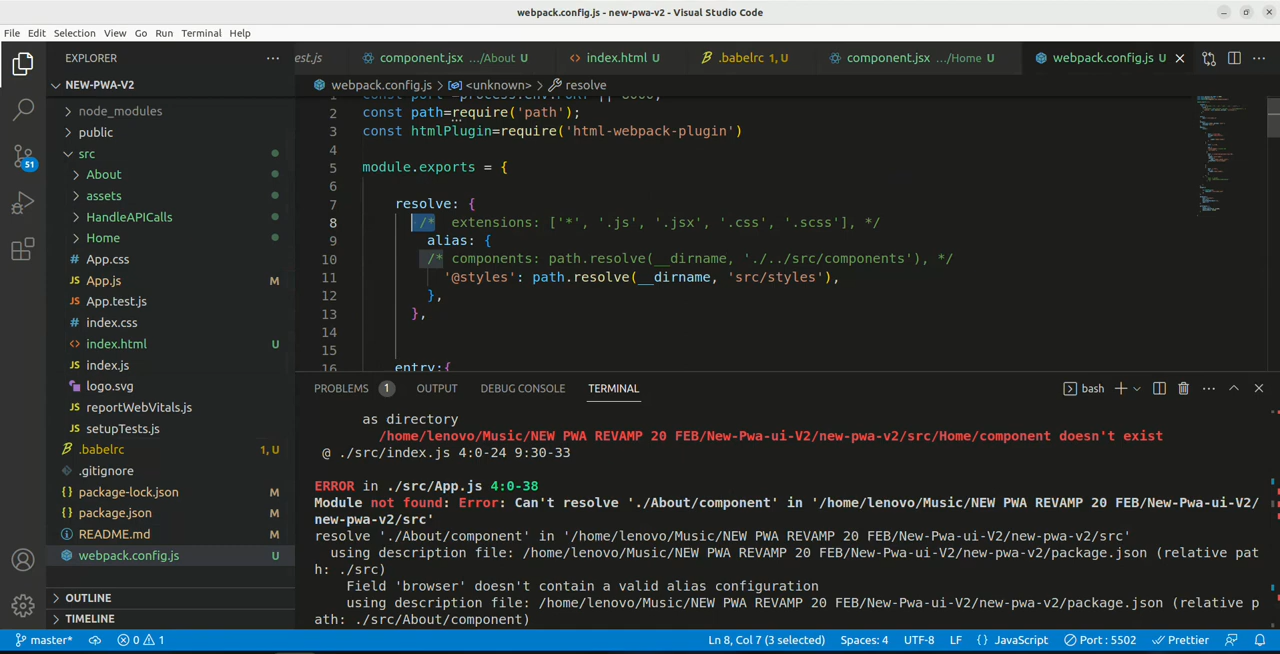 webpack.config.js - new-pwa-v2 - Visual Studio Code
File Edit Selection View Go Run Terminal Help
EXPLORER
NEW-PWA-V2
node_modules
public
src
About
assets
HandleAPICalls
Home
App.css
App.js M
App.test.js
index.css
index.html U
index.js
logo.svg
reportWebVitals.js
setupTests.js
.babelrc 1, U
.gitignore
package-lock.json M
package.json M
README.md M
webpack.config.js U
OUTLINE
TIMELINE
51
est.js component.jsx .../About U index.html U .babelrc 1, U component.jsx .../Home U webpack.config.js U
webpack.config.js > <unknown> > resolve
1 const port =process.env.PORT || 8000;
2 const path=require('path');
3 const htmlPlugin=require('html-webpack-plugin')
4
5 module.exports = {
6
7 resolve: {
8 /* extensions: ['*', '.js', '.jsx', '.css', '.scss'], */
9 alias: {
10 /* components: path.resolve(__dirname, './../src/components'), */
11 '@styles': path.resolve(__dirname, 'src/styles'),
12 },
13 },
14
15
16 entry:{
PROBLEMS 1 OUTPUT DEBUG CONSOLE TERMINAL bash
as directory
/home/lenovo/Music/NEW PWA REVAMP 20 FEB/New-Pwa-ui-V2/new-pwa-v2/src/Home/component doesn't exist
@ ./src/index.js 4:0-24 9:30-33
ERROR in ./src/App.js 4:0-38
Module not found: Error: Can't resolve './About/component' in '/home/lenovo/Music/NEW PWA REVAMP 20 FEB/New-Pwa-ui-V2/
new-pwa-v2/src'
resolve './About/component' in '/home/lenovo/Music/NEW PWA REVAMP 20 FEB/New-Pwa-ui-V2/new-pwa-v2/src'
using description file: /home/lenovo/Music/NEW PWA REVAMP 20 FEB/New-Pwa-ui-V2/new-pwa-v2/package.json (relative pat
h: ./src)
Field 'browser' doesn't contain a valid alias configuration
using description file: /home/lenovo/Music/NEW PWA REVAMP 20 FEB/New-Pwa-ui-V2/new-pwa-v2/package.json (relative p
ath: ./src/About/component)
master* 0 1 Ln 8, Col 7 (3 selected) Spaces: 4 UTF-8 LF {} JavaScript Port : 5502 Prettier